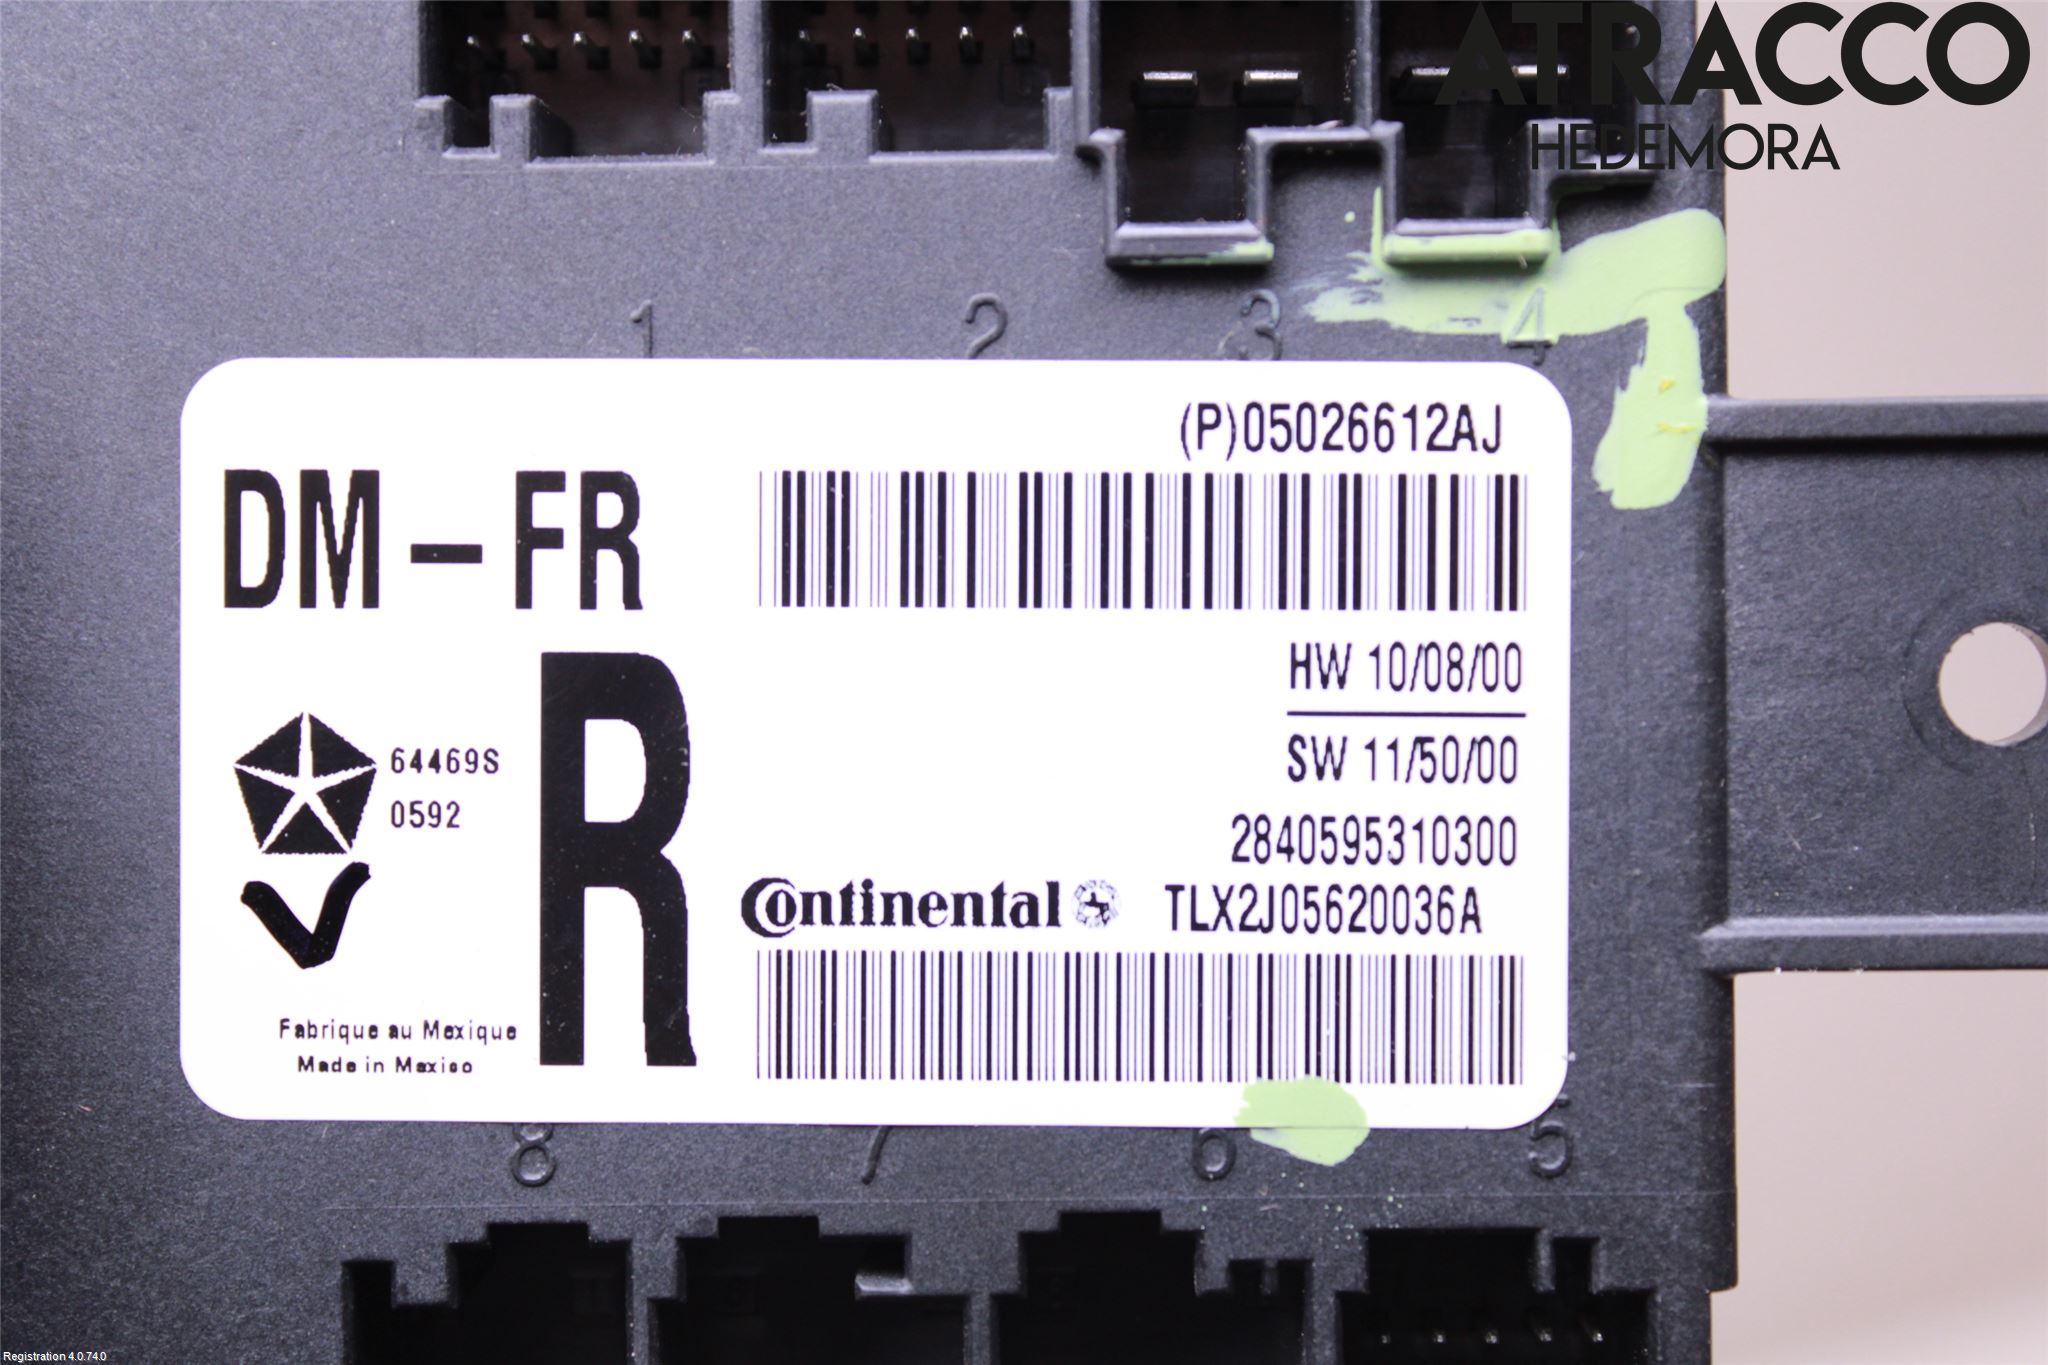 ATRACCO
HEDEMORA
1 2 3 4
(P)05026612AJ
DM-FR
HW 10/08/00
R
SW 11/50/00
64469S
0592
2840595310300
Continental TLX2J05620036A
Fabrique au Mexique
Made in Mexico
8 7 6 5
Registration 4.0.74.0